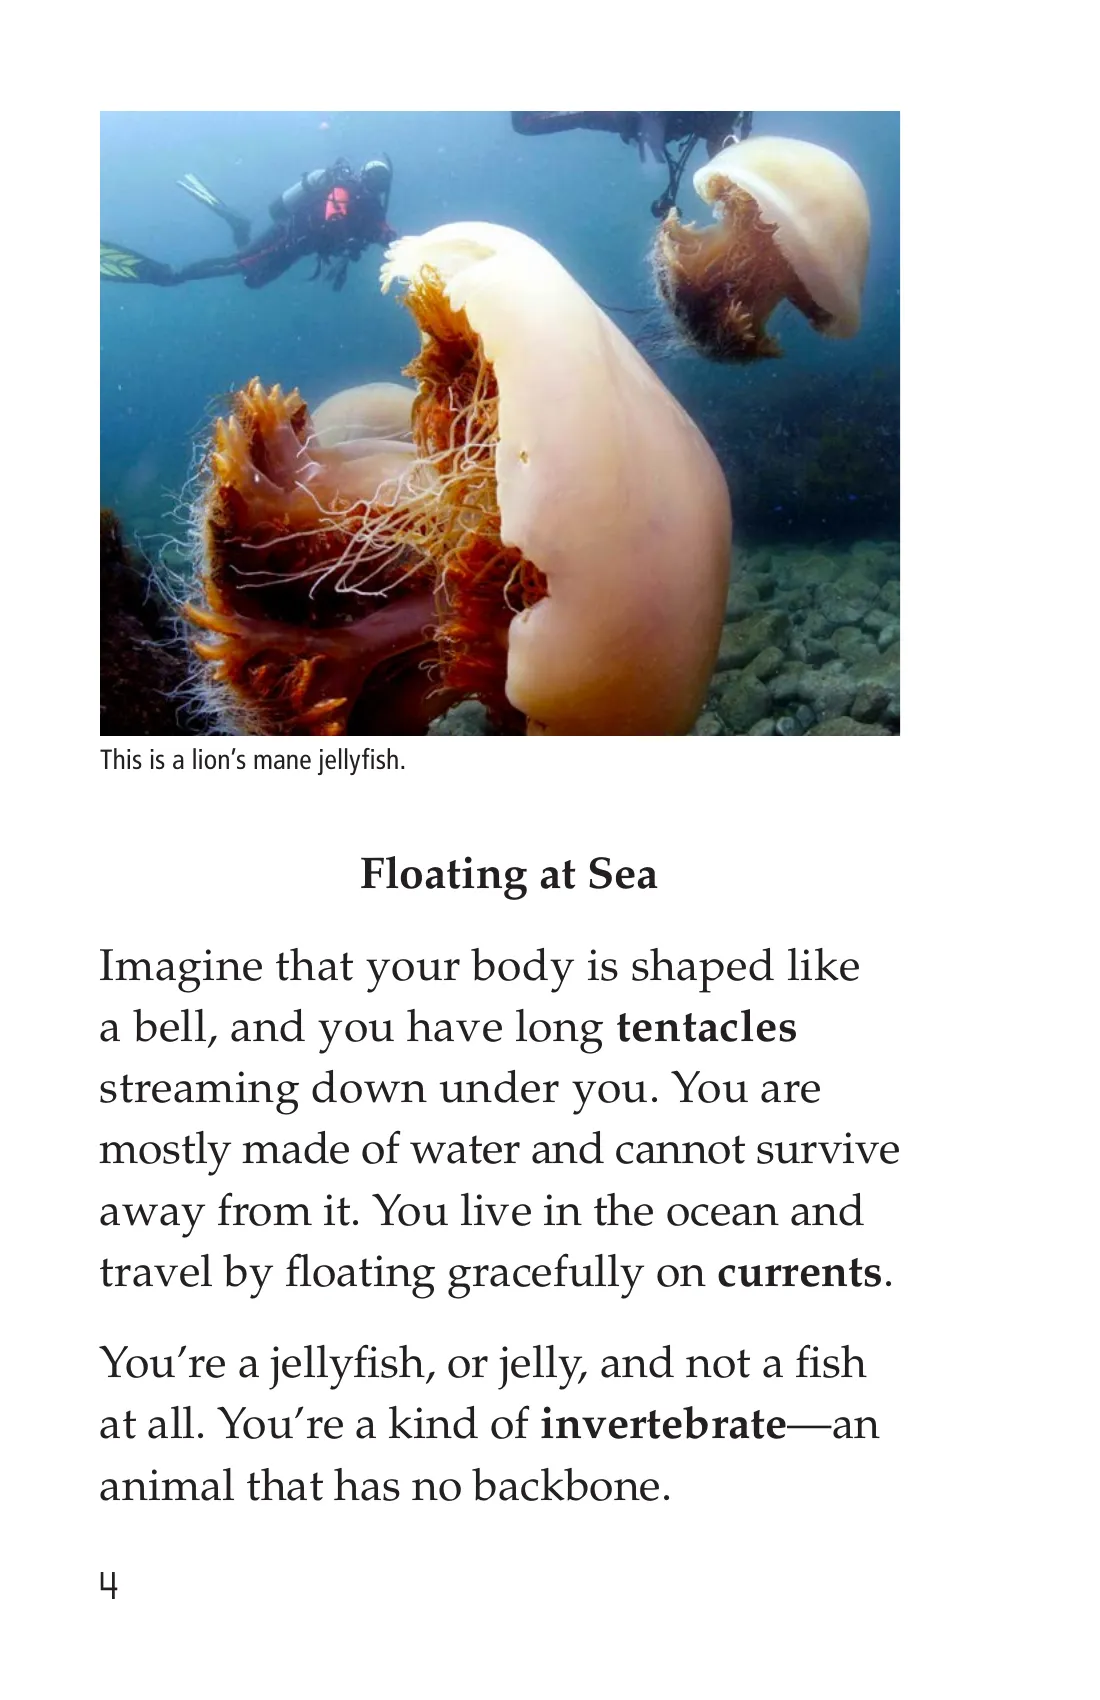 This is a lion’s mane jellyfish.
Floating at Sea
Imagine that your body is shaped like
a bell, and you have long tentacles
streaming down under you. You are
mostly made of water and cannot survive
away from it. You live in the ocean and
travel by floating gracefully on currents.
You’re a jellyfish, or jelly, and not a fish
at all. You’re a kind of invertebrate—an
animal that has no backbone.
4